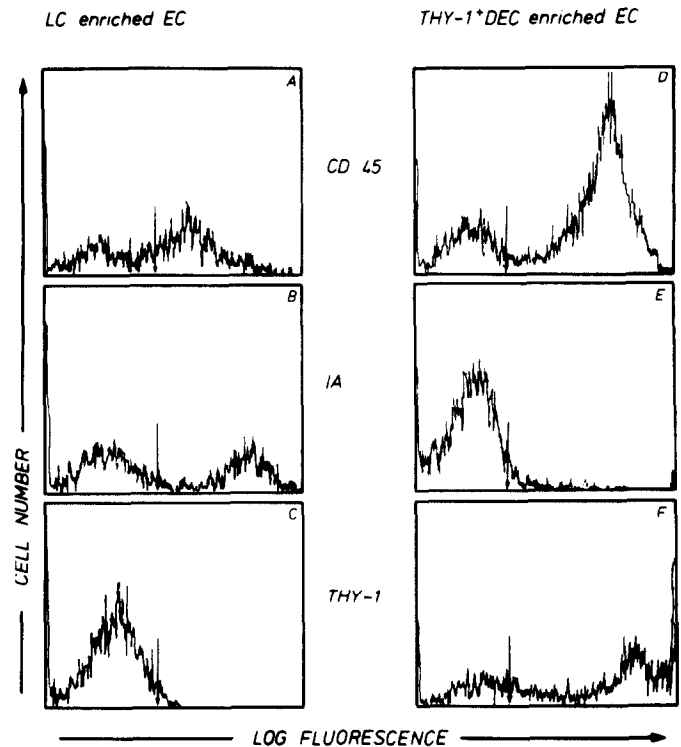 LC enriched EC
THY-1⁺DEC enriched EC
A
CD 45
D
B
IA
E
C
THY-1
F
CELL NUMBER
LOG FLUORESCENCE